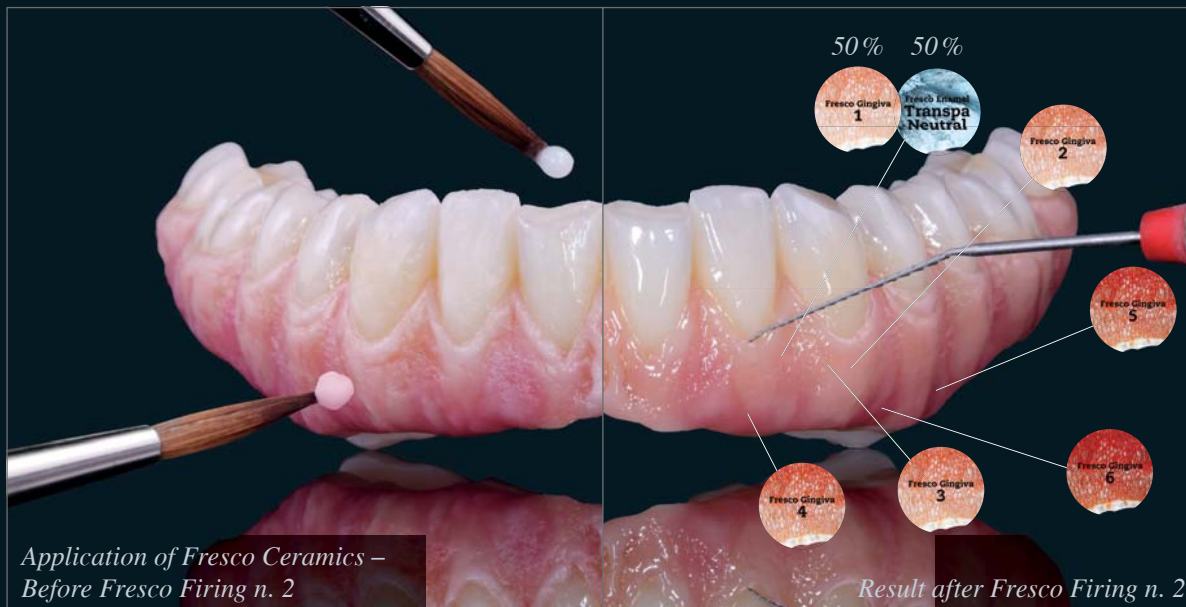 50 % 50 %
Fresco Gingiva
1
Fresco Enamel
Transpa
Neutral
Fresco Gingiva
2
Fresco Gingiva
5
Fresco Gingiva
6
Fresco Gingiva
3
Fresco Gingiva
4
Application of Fresco Ceramics –
Before Fresco Firing n. 2
Result after Fresco Firing n. 2